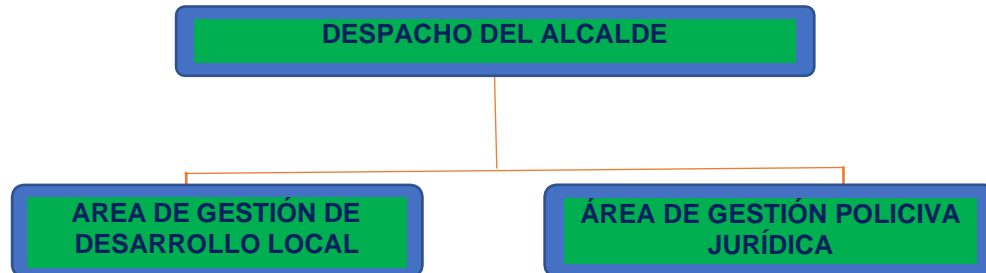 DESPACHO DEL ALCALDE
AREA DE GESTIÓN DE
DESARROLLO LOCAL
ÁREA DE GESTIÓN POLICIVA
JURÍDICA